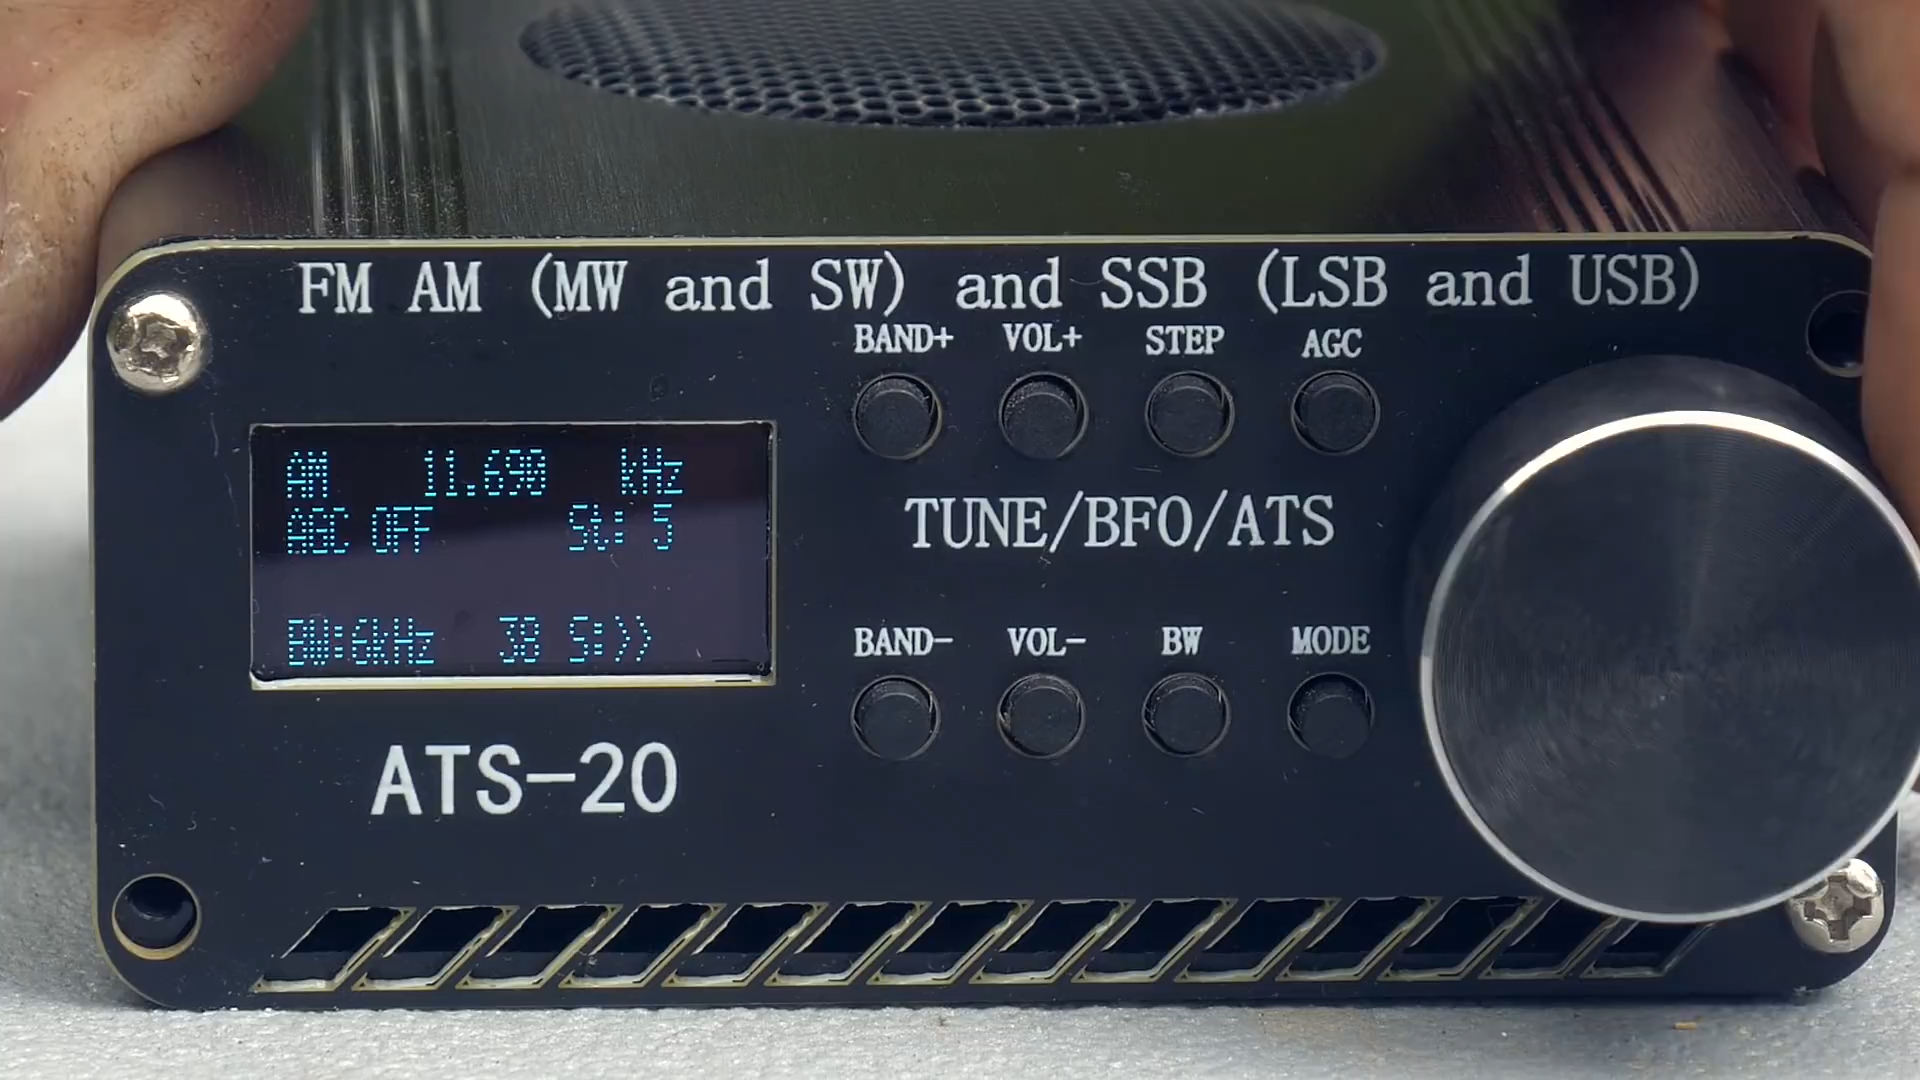 FM AM (MW and SW) and SSB (LSB and USB)
BAND+ VOL+ STEP AGC
AM 11.690 kHz
AGC OFF St: 5
BW:6kHz 38 S:>>
TUNE/BFO/ATS
BAND- VOL- BW MODE
ATS-20